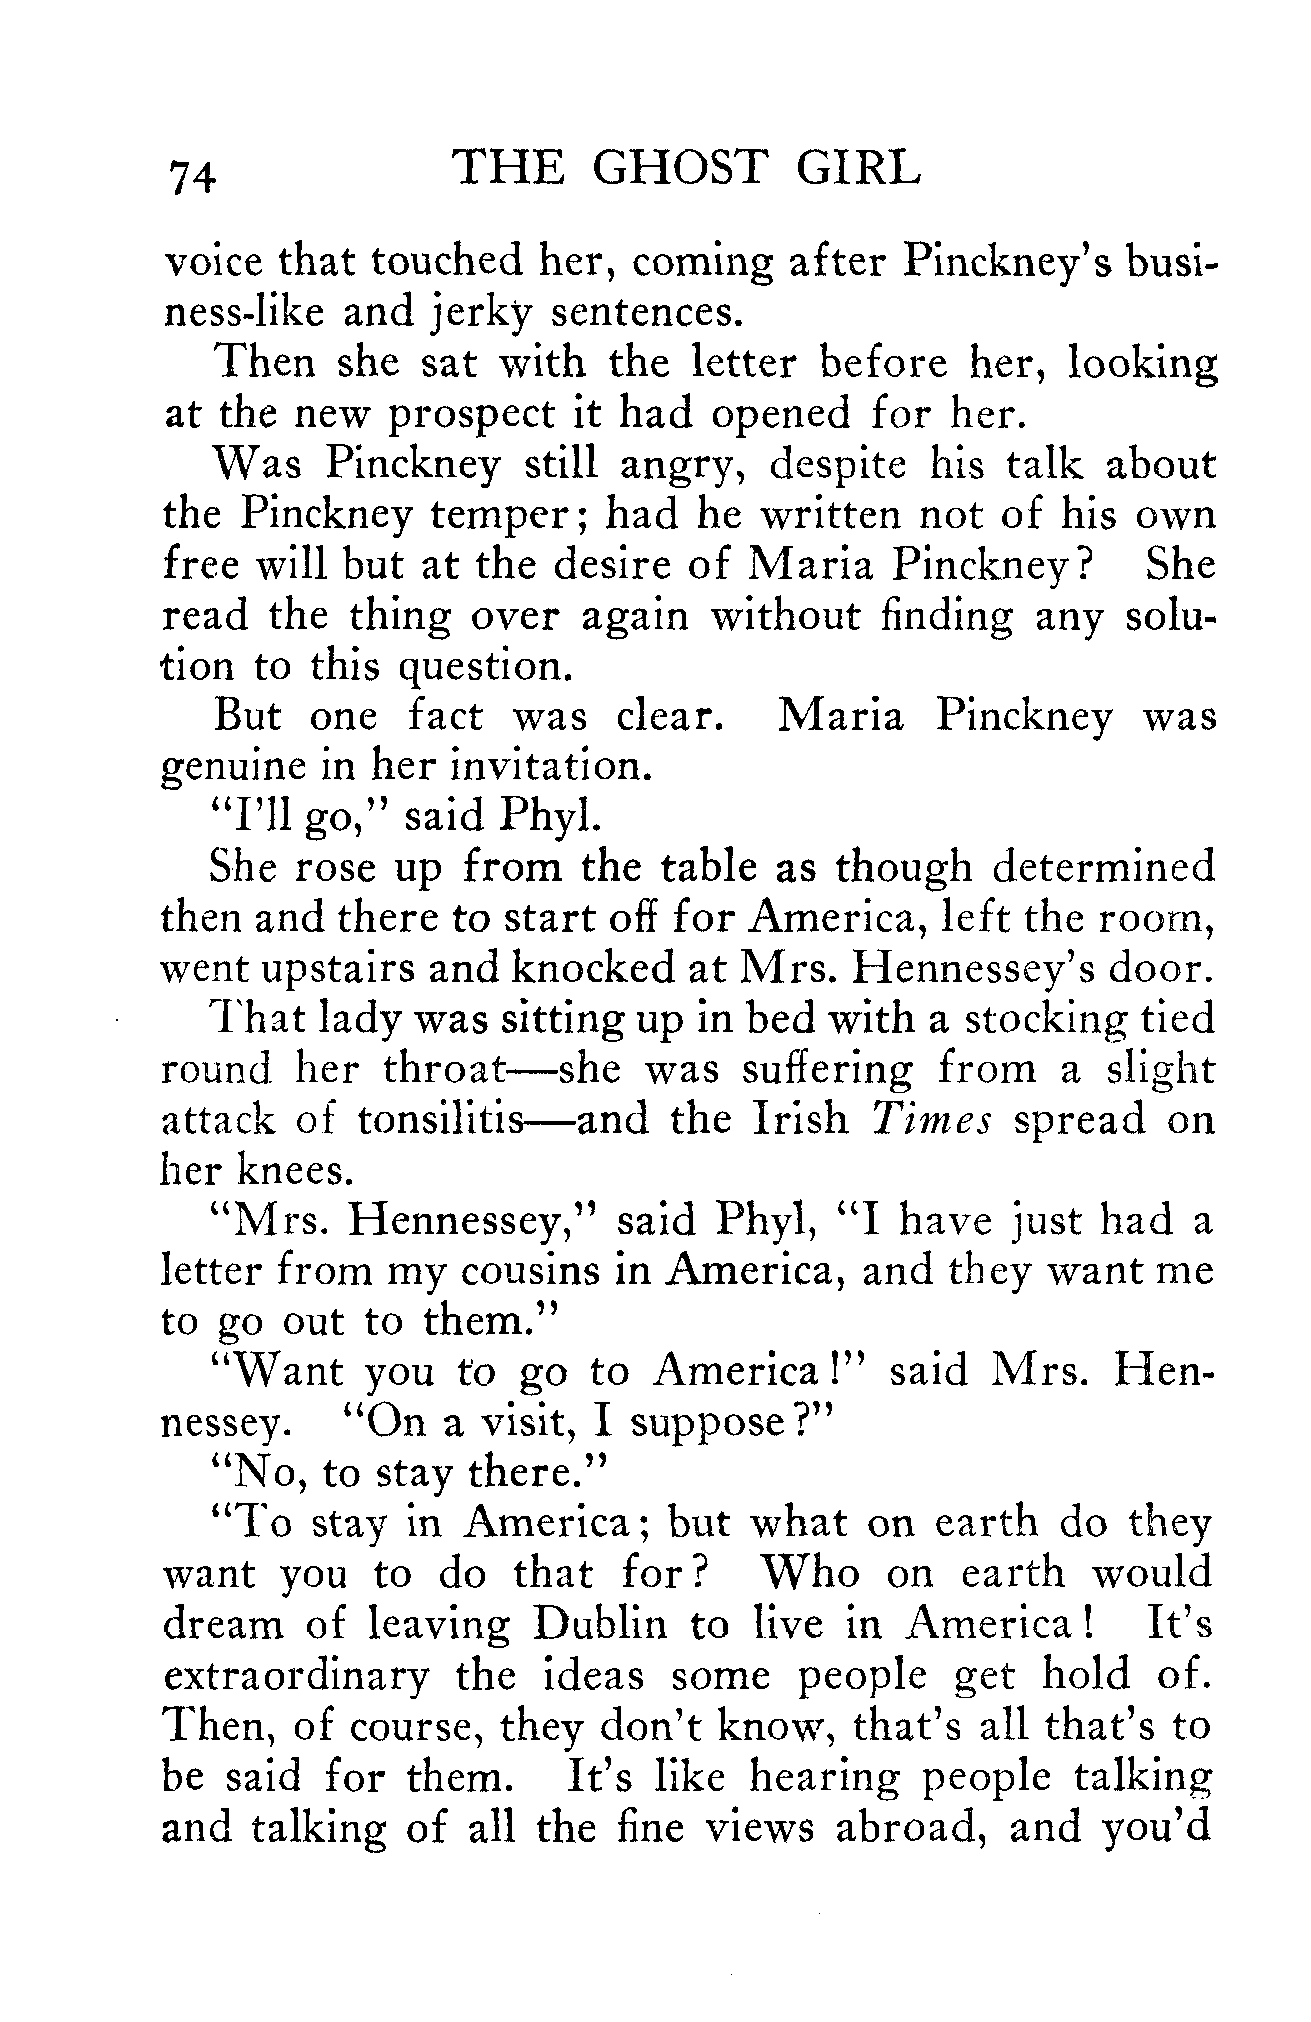 74 THE GHOST GIRL
voice that touched her, coming after Pinckney's busi-
ness-like and jerky sentences.
Then she sat with the letter before her, looking
at the new prospect it had opened for her.
Was Pinckney still angry, despite his talk about
the Pinckney temper; had he written not of his own
free will but at the desire of Maria Pinckney? She
read the thing over again without finding any solu-
tion to this question.
But one fact was clear. Maria Pinckney was
genuine in her invitation.
"I'll go," said Phyl.
She rose up from the table as though determined
then and there to start off for America, left the room,
went upstairs and knocked at Mrs. Hennessey's door.
That lady was sitting up in bed with a stocking tied
round her throat—she was suffering from a slight
attack of tonsilitis—and the Irish Times spread on
her knees.
"Mrs. Hennessey," said Phyl, "I have just had a
letter from my cousins in America, and they want me
to go out to them."
"Want you to go to America!" said Mrs. Hen-
nessey. "On a visit, I suppose?"
"No, to stay there."
"To stay in America; but what on earth do they
want you to do that for? Who on earth would
dream of leaving Dublin to live in America! It's
extraordinary the ideas some people get hold of.
Then, of course, they don't know, that's all that's to
be said for them. It's like hearing people talking
and talking of all the fine views abroad, and you'd